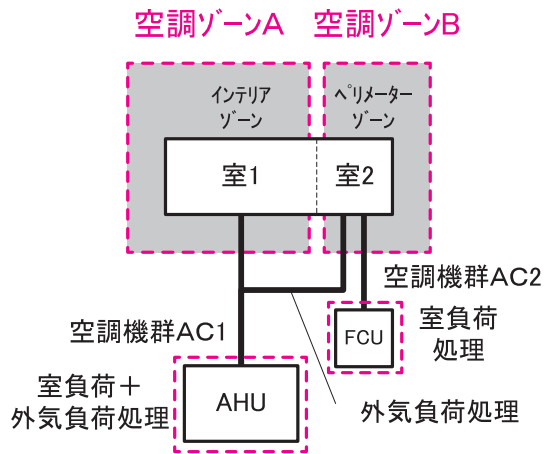 空調ゾーンA 空調ゾーンB
インテリア
ゾーン
ペリメーター
ゾーン
室1 室2
空調機群AC2
空調機群AC1
FCU
室負荷
処理
室負荷＋
外気負荷処理
AHU
外気負荷処理